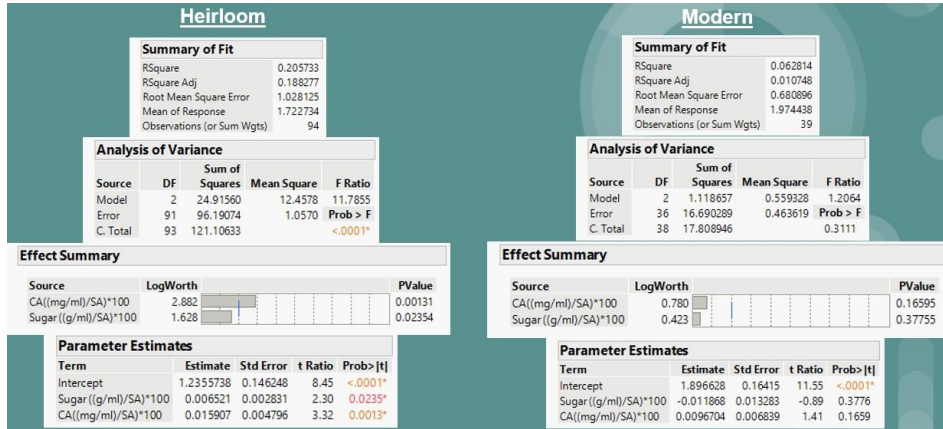 Heirloom
Summary of Fit
RSquare 0.205733
RSquare Adj 0.188277
Root Mean Square Error 1.028125
Mean of Response 1.722734
Observations (or Sum Wgts) 94
Analysis of Variance
Source DF Sum of Squares Mean Square F Ratio
Model 2 24.91560 12.4578 11.7855
Error 91 96.19074 1.0570 Prob > F
C. Total 93 121.10633 <.0001*
Effect Summary
Source LogWorth PValue
CA((mg/ml)/SA)*100 2.882 0.00131
Sugar((g/ml)/SA)*100 1.628 0.02354
Parameter Estimates
Term Estimate Std Error t Ratio Prob>|t|
Intercept 1.2355738 0.146248 8.45 <.0001*
Sugar((g/ml)/SA)*100 0.006521 0.002831 2.30 0.0235*
CA((mg/ml)/SA)*100 0.015907 0.004796 3.32 0.0013*
Modern
Summary of Fit
RSquare 0.062814
RSquare Adj 0.010748
Root Mean Square Error 0.680896
Mean of Response 1.974438
Observations (or Sum Wgts) 39
Analysis of Variance
Source DF Sum of Squares Mean Square F Ratio
Model 2 1.118657 0.559328 1.2064
Error 36 16.690289 0.463619 Prob > F
C. Total 38 17.808946 0.3111
Effect Summary
Source LogWorth PValue
CA((mg/ml)/SA)*100 0.780 0.16595
Sugar((g/ml)/SA)*100 0.423 0.37755
Parameter Estimates
Term Estimate Std Error t Ratio Prob>|t|
Intercept 1.896628 0.16415 11.55 <.0001*
Sugar((g/ml)/SA)*100 -0.011868 0.013283 -0.89 0.3776
CA((mg/ml)/SA)*100 0.0096704 0.006839 1.41 0.1659